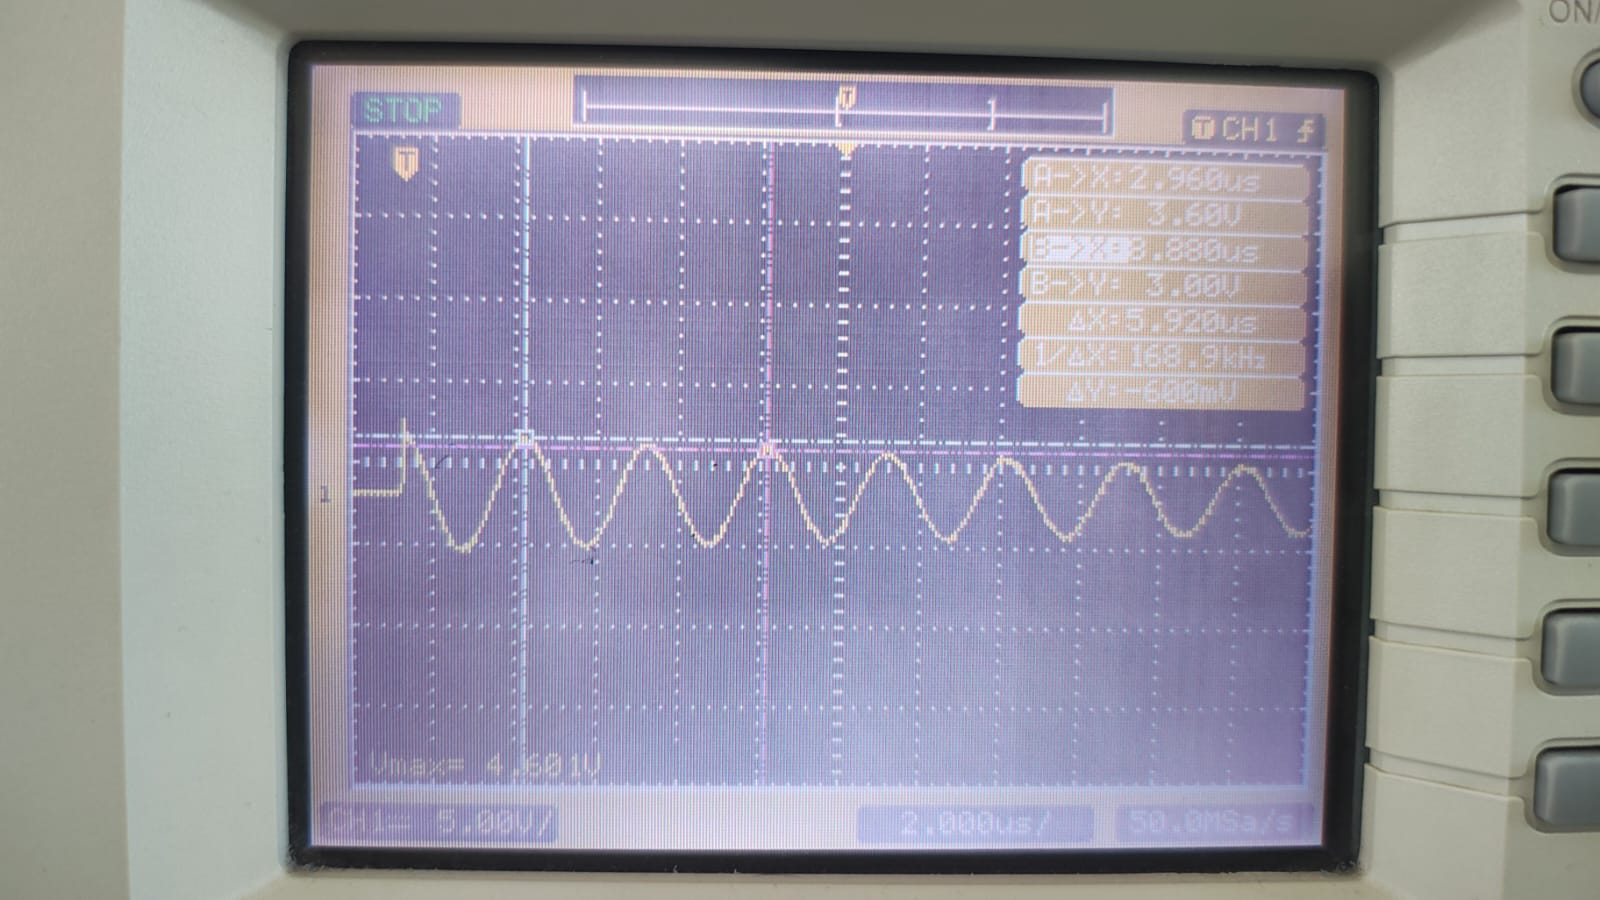 ON/
STOP
T
T CH1
T
A->X:2.960us
A->Y: 3.60V
B->X:8.880us
B->Y: 3.00V
ΔX:5.920us
1/ΔX:168.9kHz
ΔY:-600mV
1
Vmax= 4.601V
CH1= 5.00V/
2.000us/
50.0MSa/s